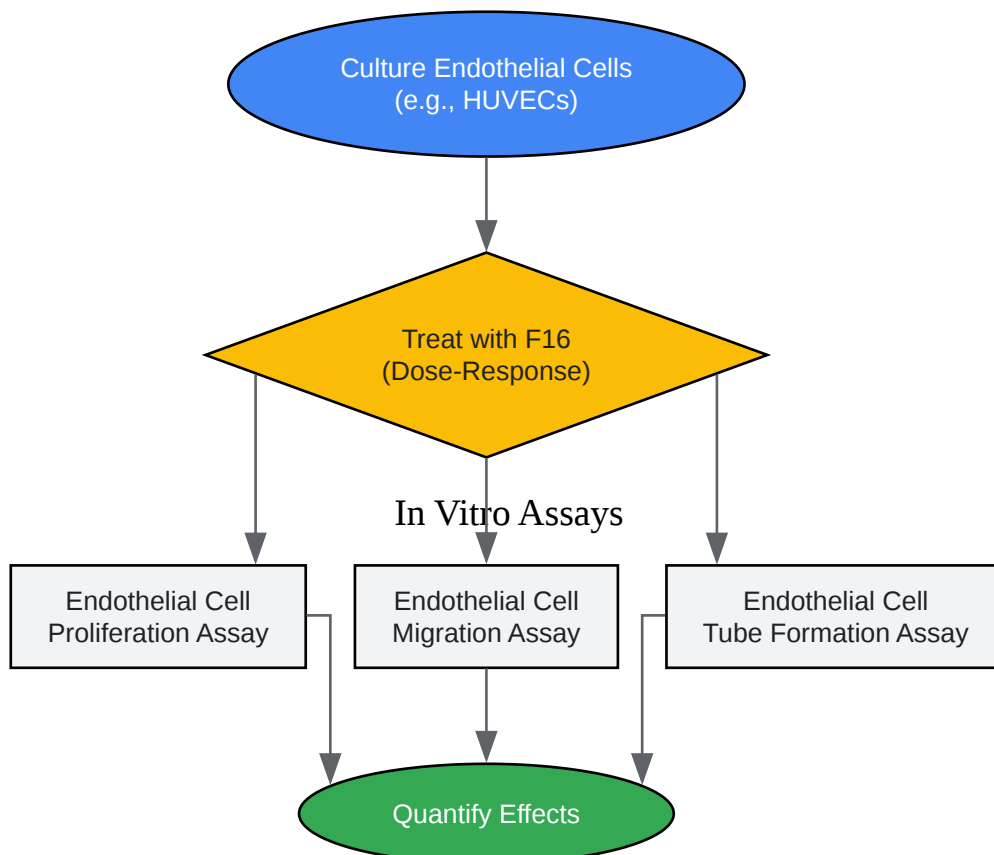 Culture Endothelial Cells
(e.g., HUVECs)
Treat with F16
(Dose-Response)
In Vitro Assays
Endothelial Cell
Proliferation Assay
Endothelial Cell
Migration Assay
Endothelial Cell
Tube Formation Assay
Quantify Effects